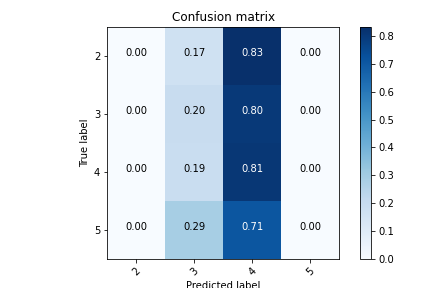 Confusion matrix
True label
2 0.00 0.17 0.83 0.00
3 0.00 0.20 0.80 0.00
4 0.00 0.19 0.81 0.00
5 0.00 0.29 0.71 0.00
2 3 4 5
Predicted label
0.8
0.7
0.6
0.5
0.4
0.3
0.2
0.1
0.0